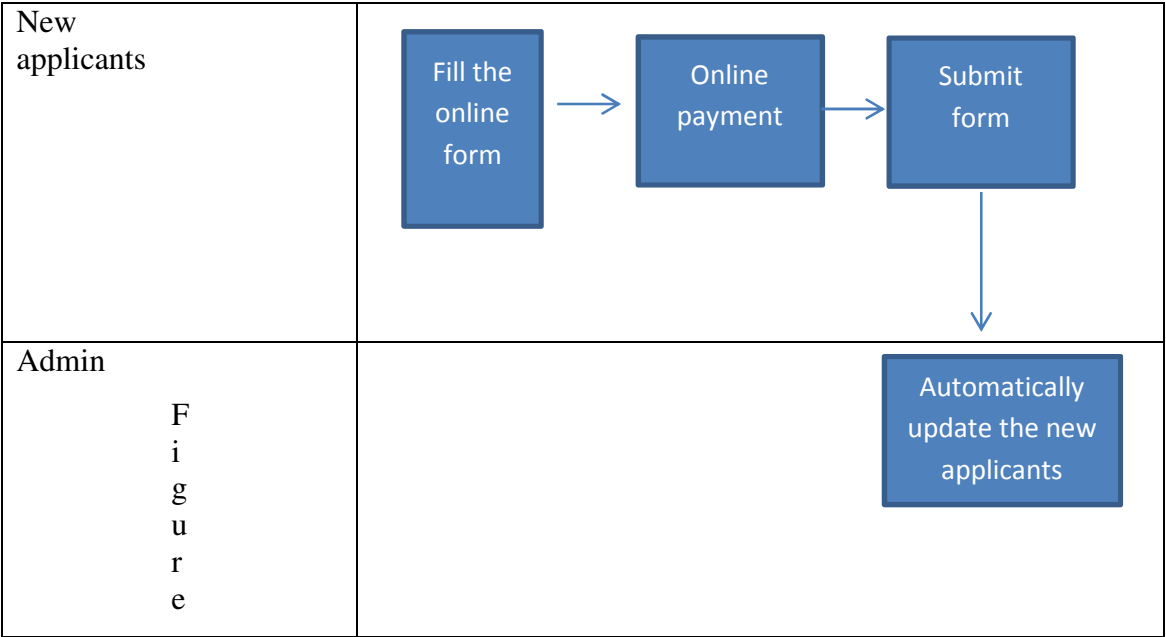 New
applicants
Fill the
online
form
Online
payment
Submit
form
Admin
F
i
g
u
r
e
Automatically
update the new
applicants